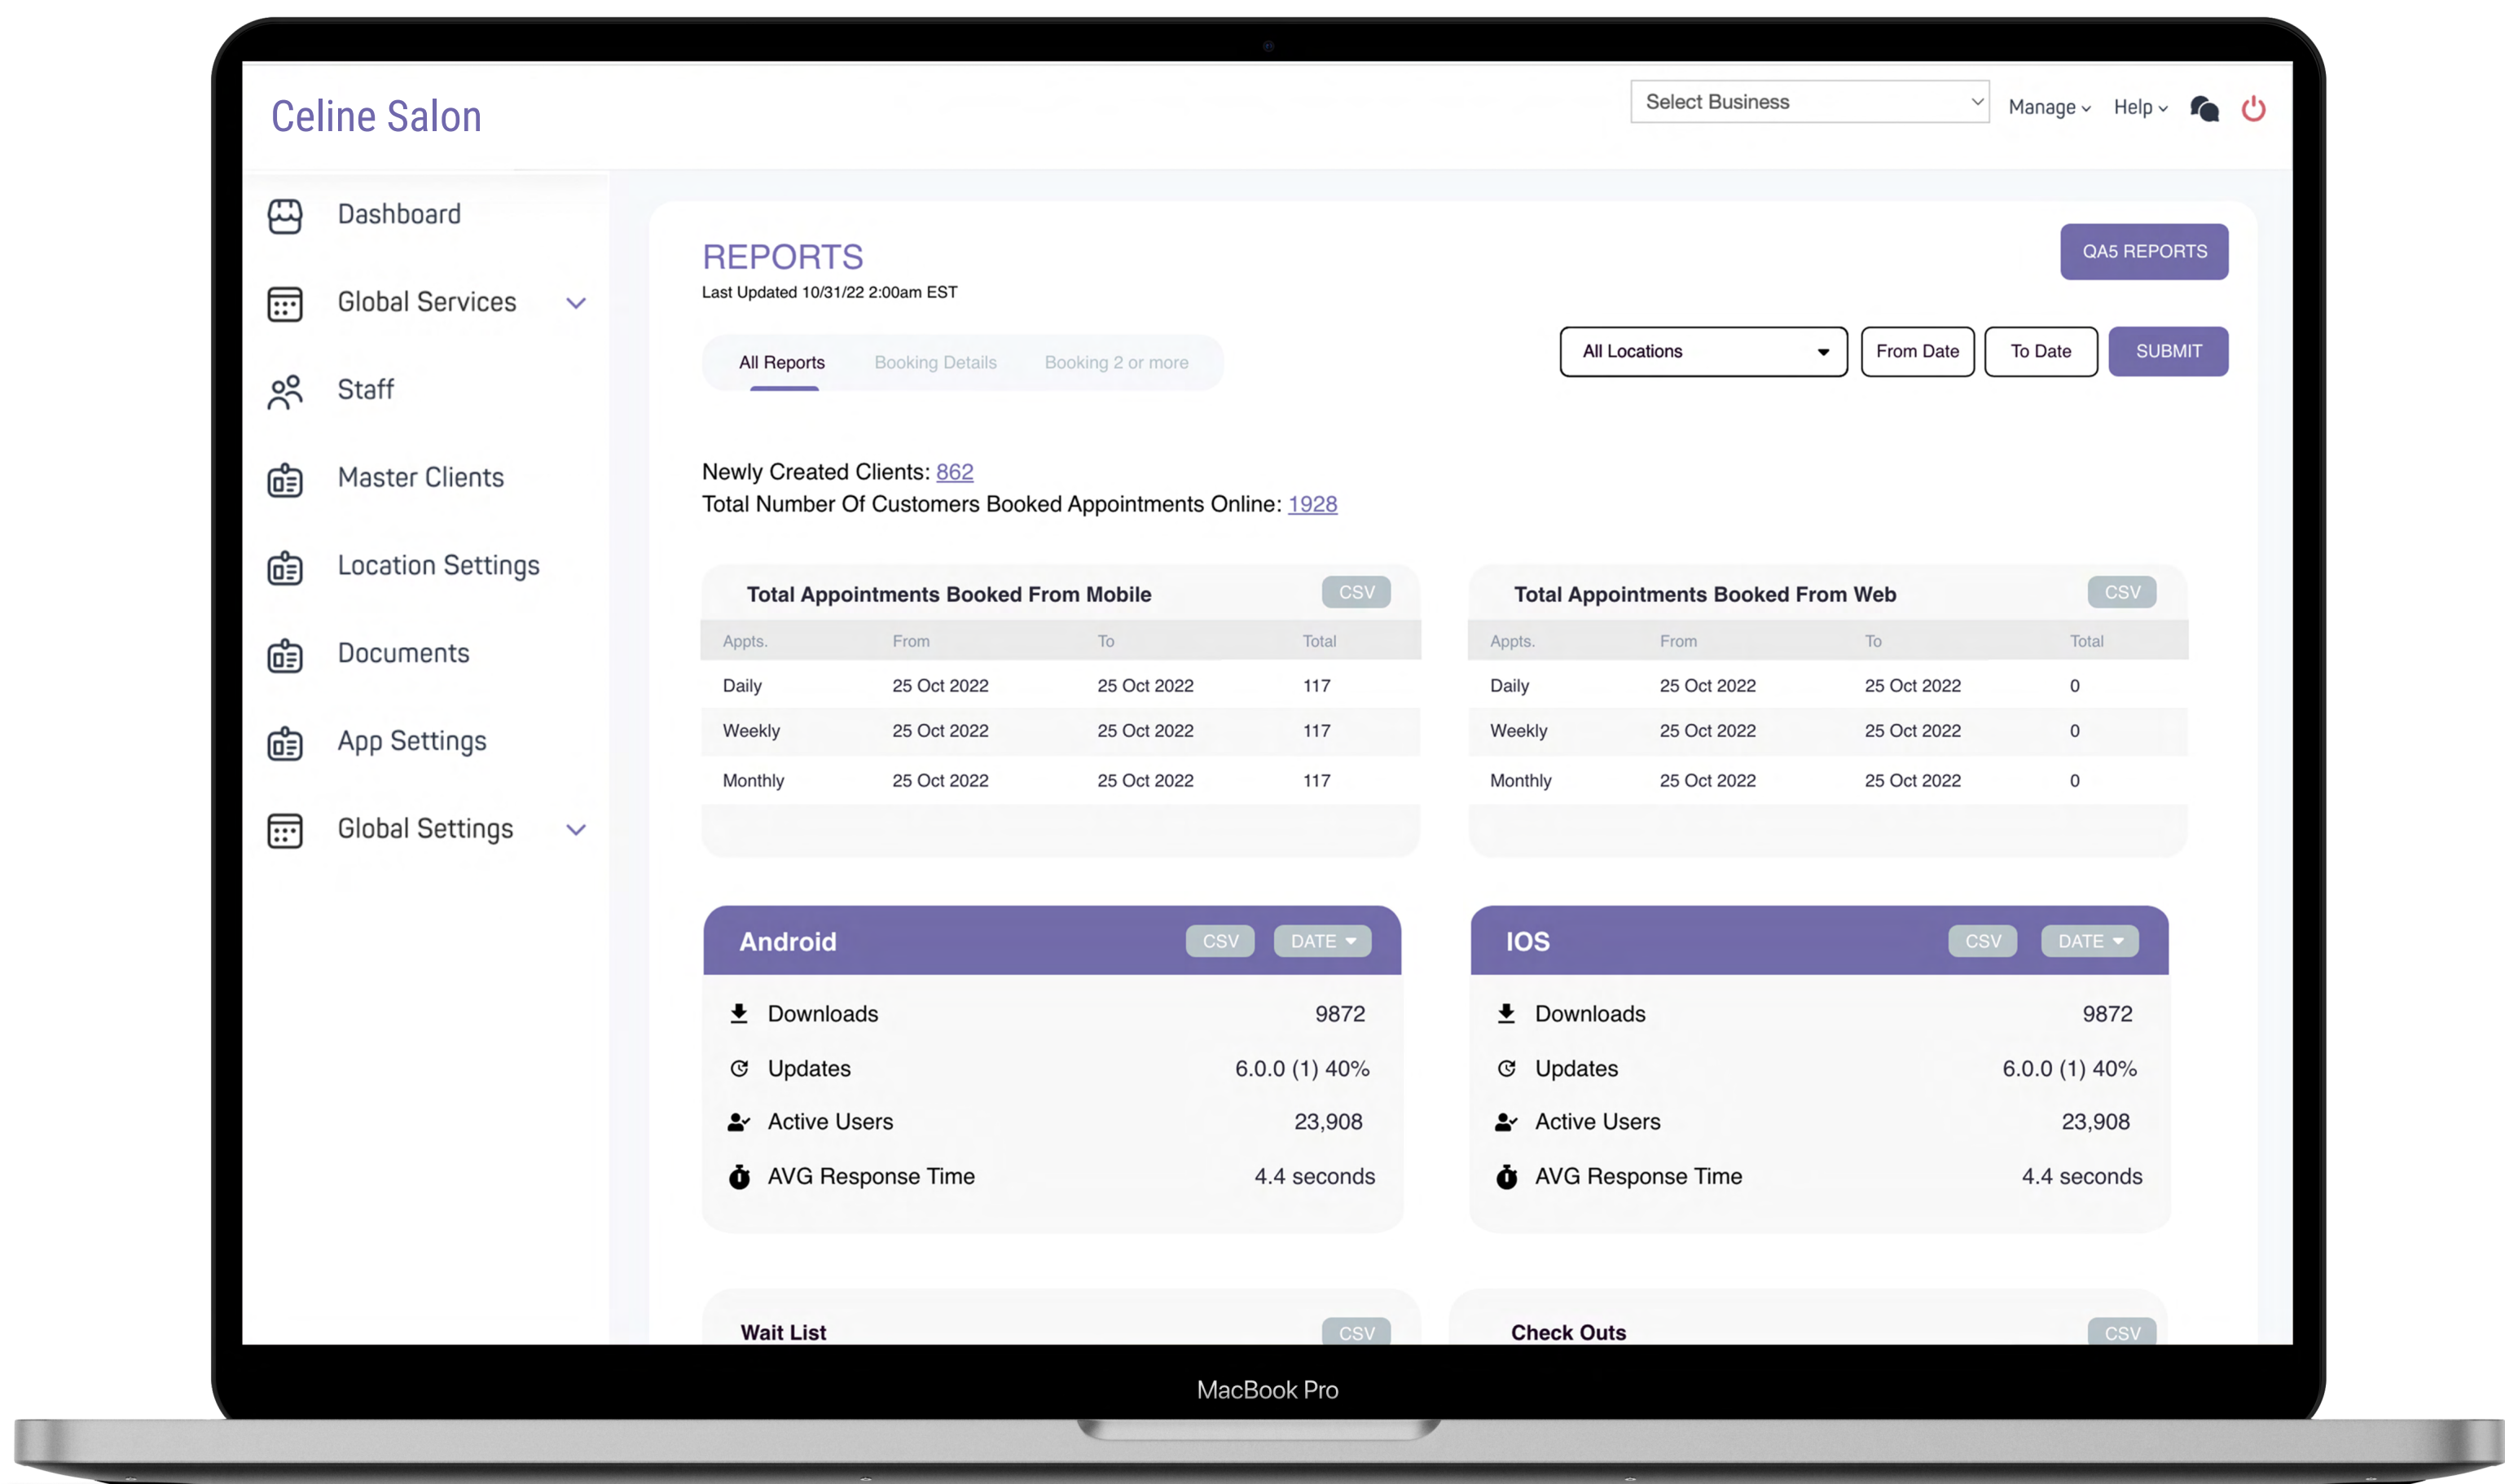 Celine Salon
Select Business
Manage
Help
Dashboard
Global Services
Staff
Master Clients
Location Settings
Documents
App Settings
Global Settings
REPORTS
QA5 REPORTS
Last Updated 10/31/22 2:00am EST
All Reports Booking Details Booking 2 or more
All Locations From Date To Date SUBMIT
Newly Created Clients: 862
Total Number Of Customers Booked Appointments Online: 1928
Total Appointments Booked From Mobile CSV
Appts. From To Total
Daily 25 Oct 2022 25 Oct 2022 117
Weekly 25 Oct 2022 25 Oct 2022 117
Monthly 25 Oct 2022 25 Oct 2022 117
Total Appointments Booked From Web CSV
Appts. From To Total
Daily 25 Oct 2022 25 Oct 2022 0
Weekly 25 Oct 2022 25 Oct 2022 0
Monthly 25 Oct 2022 25 Oct 2022 0
Android CSV DATE
Downloads 9872
Updates 6.0.0 (1) 40%
Active Users 23,908
AVG Response Time 4.4 seconds
IOS CSV DATE
Downloads 9872
Updates 6.0.0 (1) 40%
Active Users 23,908
AVG Response Time 4.4 seconds
Wait List CSV
Check Outs CSV
MacBook Pro